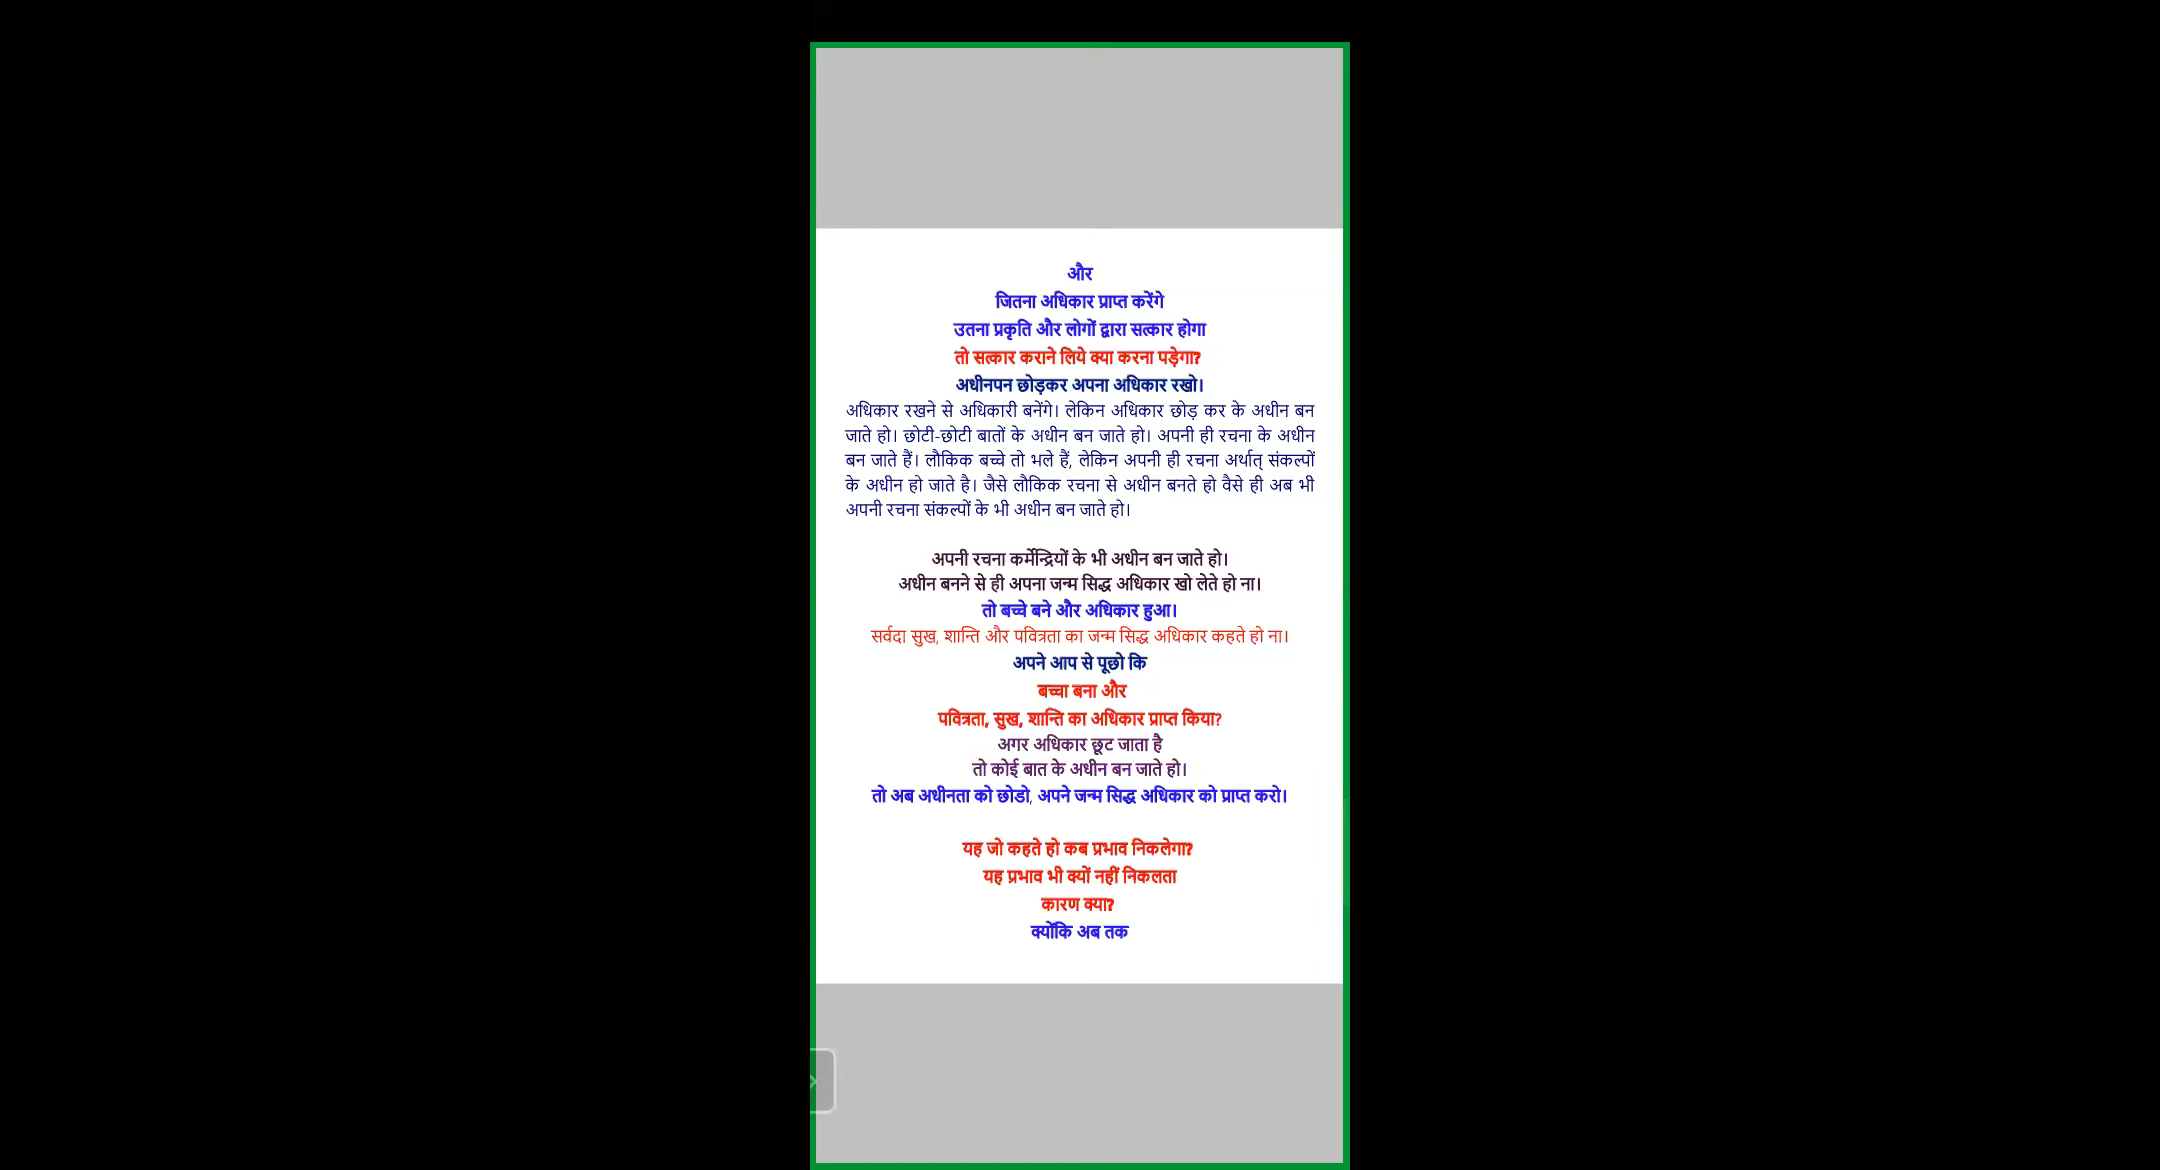 और
जितना अधिकार प्राप्त करेंगे
उतना प्रकृति और लोगों द्वारा सत्कार होगा
तो सत्कार कराने लिये क्या करना पड़ेगा?
अधीनपन छोड़कर अपना अधिकार रखो।
अधिकार रखने से अधिकारी बनेंगे। लेकिन अधिकार छोड़ कर के अधीन बन
जाते हो। छोटी-छोटी बातों के अधीन बन जाते हो। अपनी ही रचना के अधीन
बन जाते हैं। लौकिक बच्चे तो भले हैं, लेकिन अपनी ही रचना अर्थात् संकल्पों
के अधीन हो जाते है। जैसे लौकिक रचना से अधीन बनते हो वैसे ही अब भी
अपनी रचना संकल्पों के भी अधीन बन जाते हो।
अपनी रचना कर्मेन्द्रियों के भी अधीन बन जाते हो।
अधीन बनने से ही अपना जन्म सिद्ध अधिकार खो लेते हो ना।
तो बच्चे बने और अधिकार हुआ।
सर्वदा सुख, शान्ति और पवित्रता का जन्म सिद्ध अधिकार कहते हो ना।
अपने आप से पूछो कि
बच्चा बना और
पवित्रता, सुख, शान्ति का अधिकार प्राप्त किया?
अगर अधिकार छूट जाता है
तो कोई बात के अधीन बन जाते हो।
तो अब अधीनता को छोडो, अपने जन्म सिद्ध अधिकार को प्राप्त करो।
यह जो कहते हो कब प्रभाव निकलेगा?
यह प्रभाव भी क्यों नहीं निकलता
कारण क्या?
क्योंकि अब तक